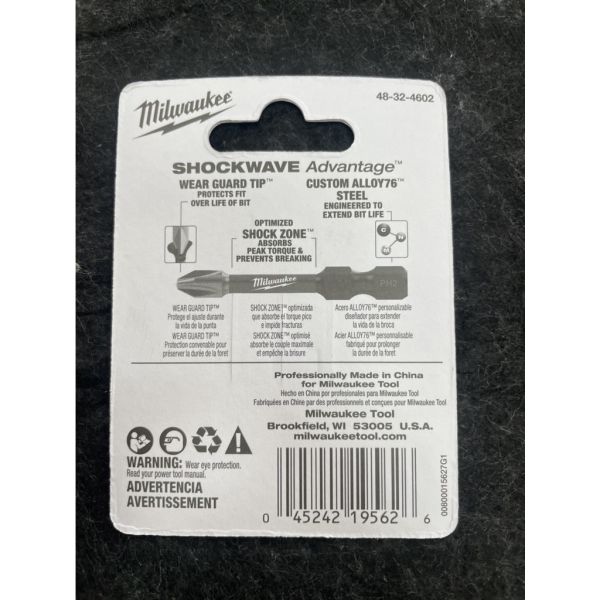 Milwaukee
48-32-4602
SHOCKWAVE Advantage™
WEAR GUARD TIP™
PROTECTS FIT
OVER LIFE OF BIT
CUSTOM ALLOY76™
STEEL
ENGINEERED TO
EXTEND BIT LIFE
OPTIMIZED
SHOCK ZONE™
ABSORBS
PEAK TORQUE &
PREVENTS BREAKING
Milwaukee
PH2
WEAR GUARD TIP™
Protege el ajuste durante
la vida de la punta
WEAR GUARD TIP™
Protection convenable pour
préserver la durée de la foret
SHOCK ZONE™ optimizada
que absorbe el torque pico
e impide fracturas
SHOCK ZONE™ optimisé
absorbe le couple maximale
et empêche la brisure
Acero ALLOY76™ personalizable
diseñador para extender
la vida de la broca
Acier ALLOY76™ personnalisable
fabriqué pour prolonger
la durée de la foret
Professionally Made in China
for Milwaukee Tool
Hecho en China por profesionales para Milwaukee Tool
Fabriquées en Chine par des professionnels et conçues pour Milwaukee Tool
Milwaukee Tool
Brookfield, WI 53005 U.S.A.
milwaukeetool.com
WARNING: Wear eye protection.
Read your power tool manual.
ADVERTENCIA
AVERTISSEMENT
0 45242 19562 6
00800015627G1